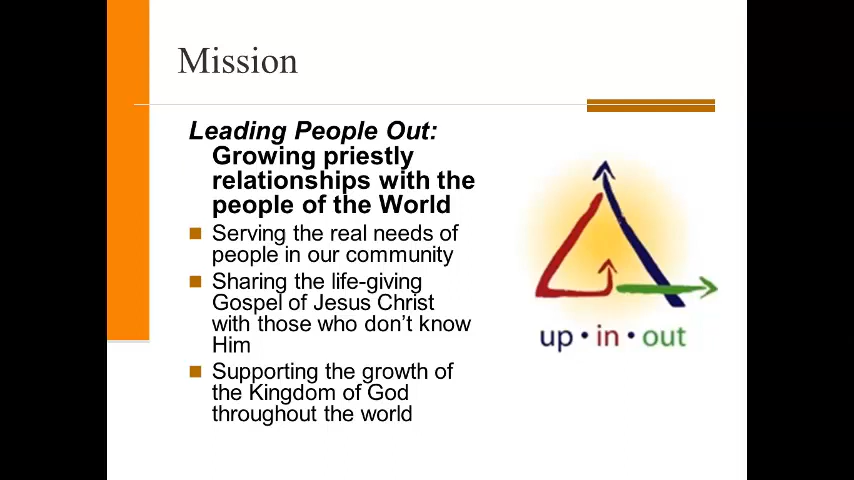 Mission
Leading People Out:
Growing priestly
relationships with the
people of the World
Serving the real needs of
people in our community
Sharing the life-giving
Gospel of Jesus Christ
with those who don't know
Him
Supporting the growth of
the Kingdom of God
throughout the world
up • in • out